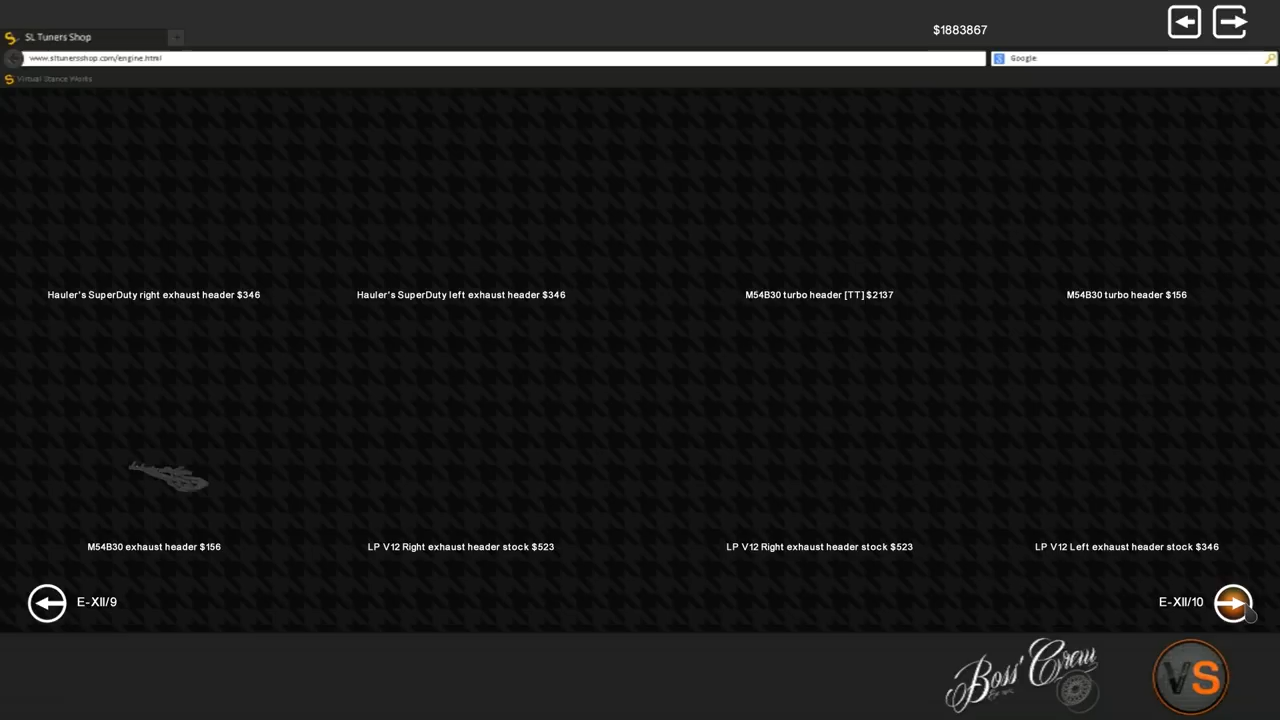 $1883867
SL Tuners Shop
www.sltunersshop.com/engine.html
Google
Virtual Stance Works
Hauler's SuperDuty right exhaust header $346
Hauler's SuperDuty left exhaust header $346
M54B30 turbo header [TT] $2137
M54B30 turbo header $156
M54B30 exhaust header $156
LP V12 Right exhaust header stock $523
LP V12 Right exhaust header stock $523
LP V12 Left exhaust header stock $346
E-XII/9
E-XII/10
Boss' Crew
VS